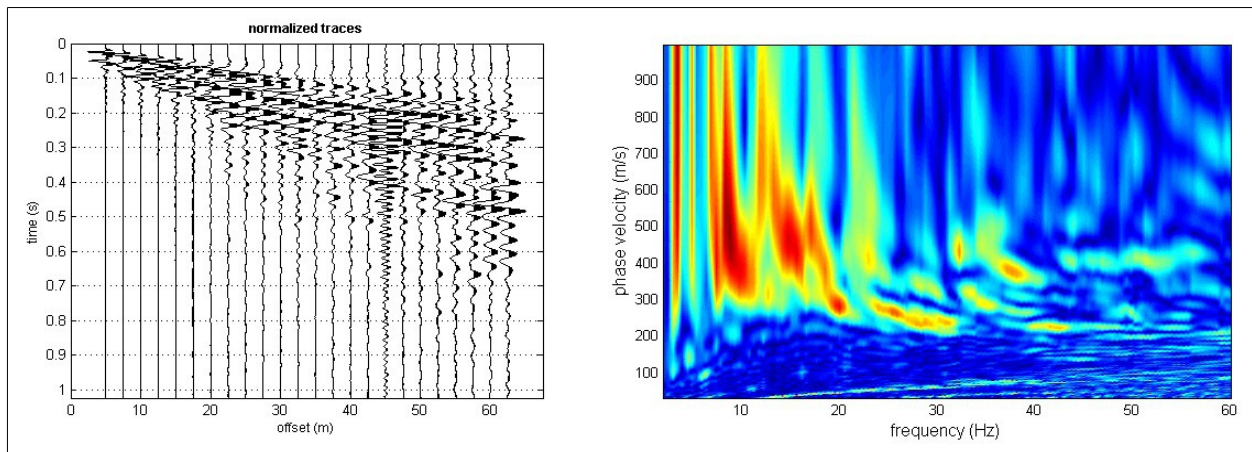 normalized traces
0
0.1
0.2
0.3
0.4
0.5
0.6
0.7
0.8
0.9
1
time (s)
0 10 20 30 40 50 60
offset (m)
900
800
700
600
500
400
300
200
100
phase velocity (m/s)
10 20 30 40 50 60
frequency (Hz)